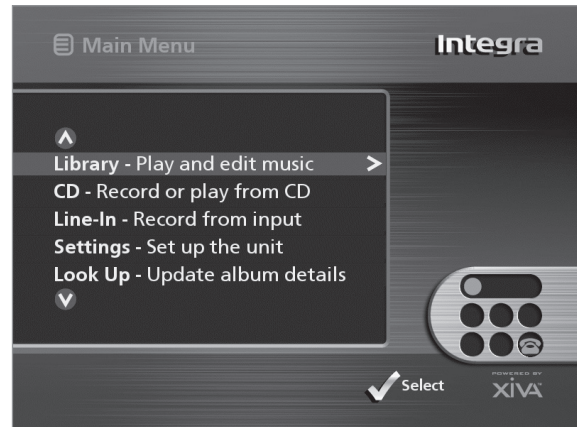 Main Menu
Integra
Library - Play and edit music >
CD - Record or play from CD
Line-In - Record from input
Settings - Set up the unit
Look Up - Update album details
Select
POWERED BY
XiVA